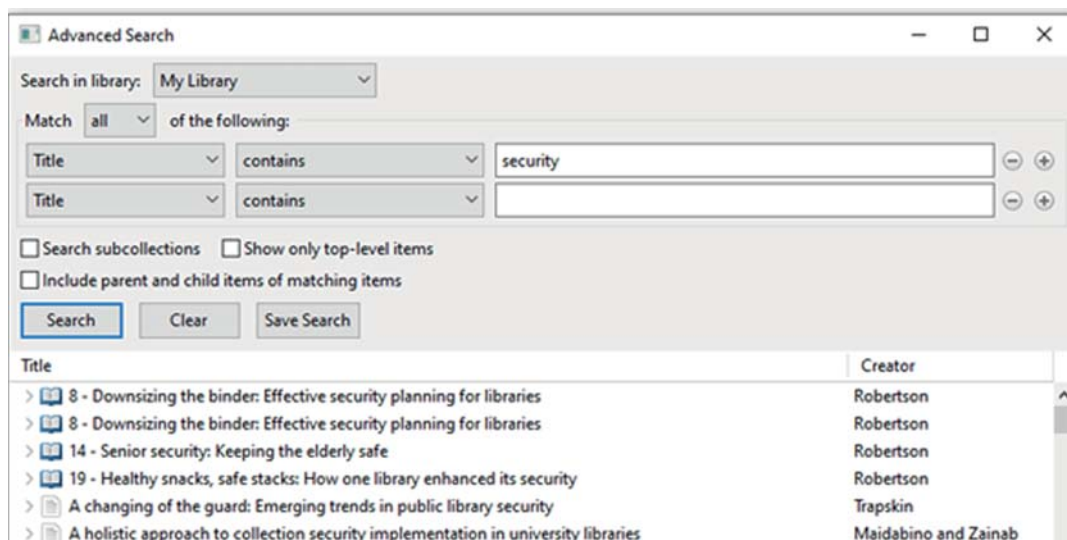 Advanced Search
Search in library: My Library
Match all of the following:
Title contains security
Title contains
Search subcollections Show only top-level items
Include parent and child items of matching items
Search Clear Save Search
Title Creator
8 - Downsizing the binder: Effective security planning for libraries Robertson
8 - Downsizing the binder: Effective security planning for libraries Robertson
14 - Senior security: Keeping the elderly safe Robertson
19 - Healthy snacks, safe stacks: How one library enhanced its security Robertson
A changing of the guard: Emerging trends in public library security Trapskin
A holistic approach to collection security implementation in university libraries Maidabino and Zainab